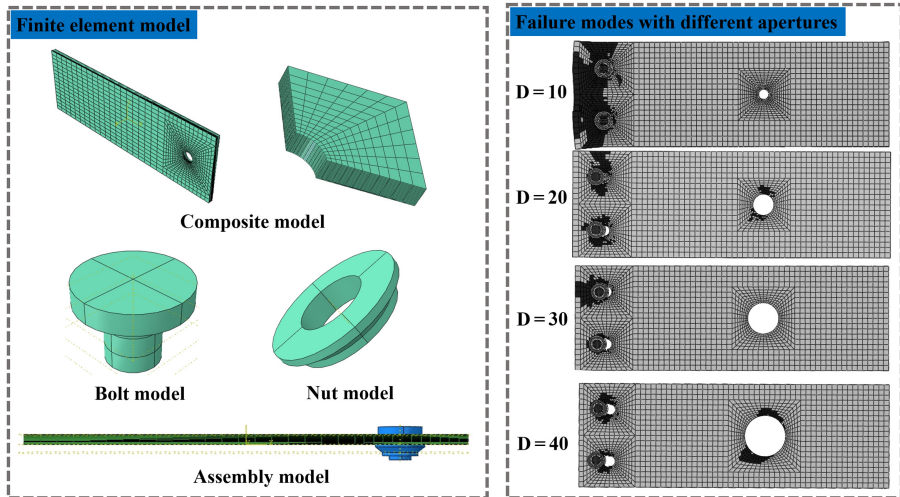 Finite element model
Composite model
Bolt model
Nut model
Assembly model
Failure modes with different apertures
D = 10
D = 20
D = 30
D = 40